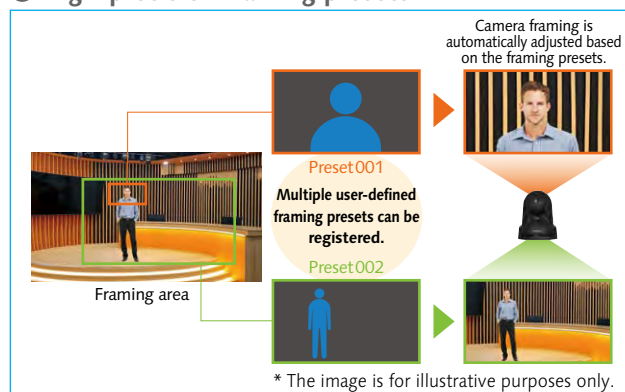 Camera framing is
automatically adjusted based
on the framing presets.
Preset001
Multiple user-defined
framing presets can be
registered.
Preset002
Framing area
* The image is for illustrative purposes only.